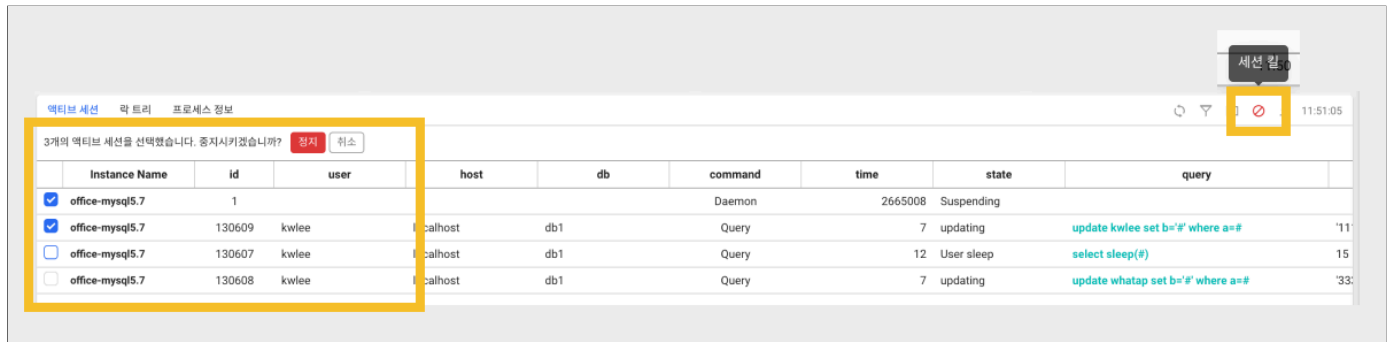 세션 킬
액티브 세션 락 트리 프로세스 정보 11:51:05
3개의 액티브 세션을 선택했습니다. 중지시키겠습니까? 정지 취소
Instance Name id user host db command time state query
office-mysql5.7 1 Daemon 2665008 Suspending
office-mysql5.7 130609 kwlee localhost db1 Query 7 updating update kwlee set b='#' where a=# '11
office-mysql5.7 130607 kwlee localhost db1 Query 12 User sleep select sleep(#) 15
office-mysql5.7 130608 kwlee localhost db1 Query 7 updating update whatap set b='#' where a=# '333